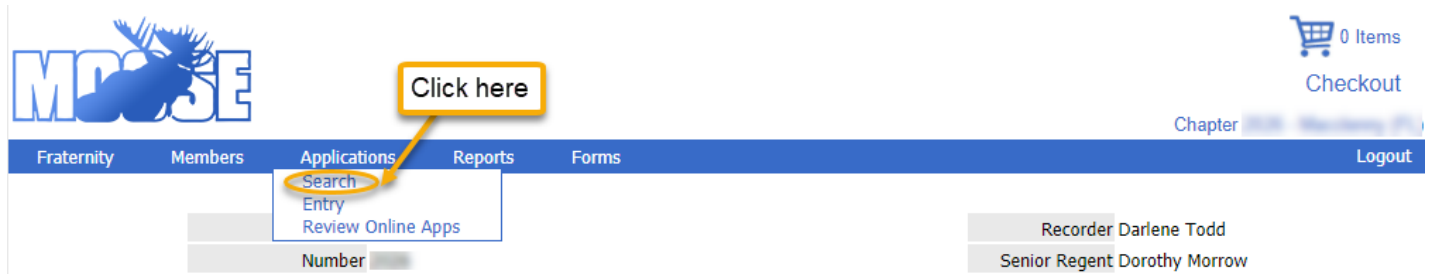 MOOSE
0 Items
Click here
Checkout
Chapter
Fraternity Members Applications Reports Forms Logout
Search
Entry
Review Online Apps
Recorder Darlene Todd
Number
Senior Regent Dorothy Morrow